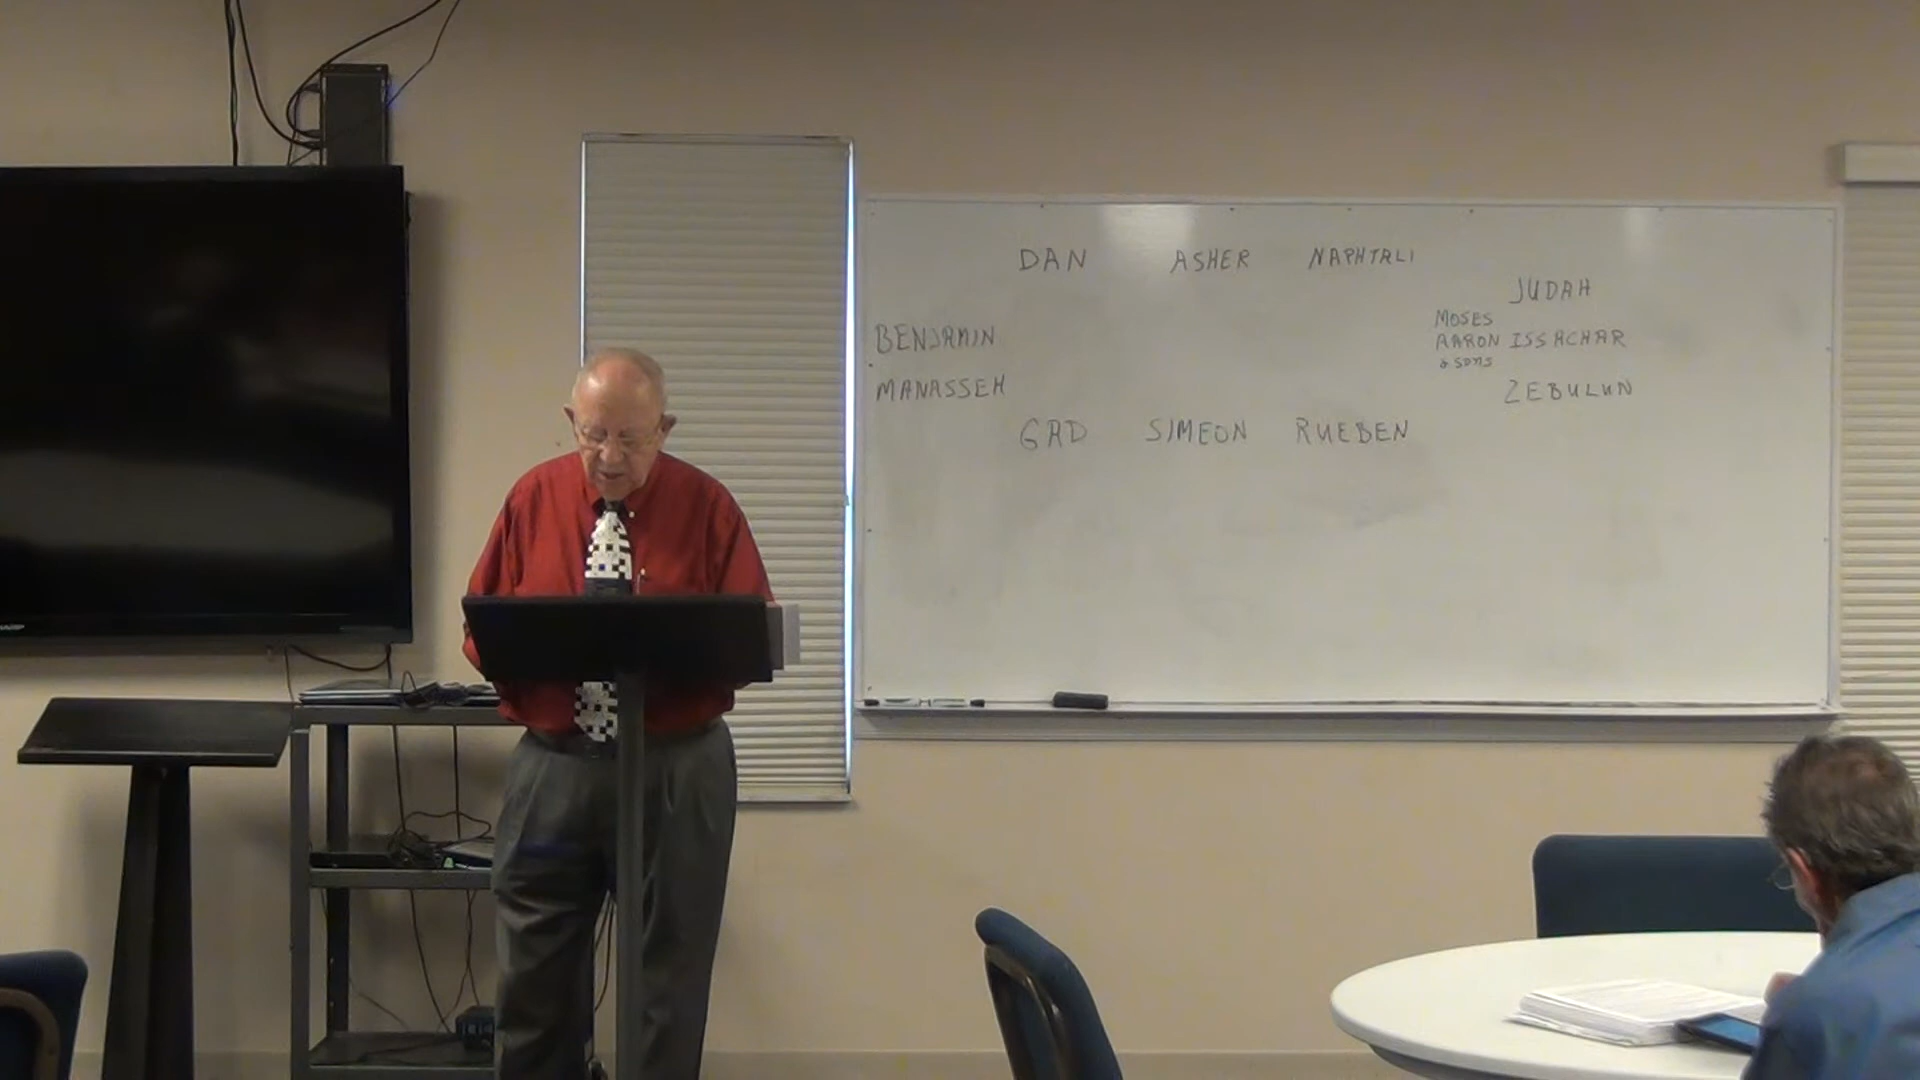 DAN ASHER NAPHTALI
JUDAH
MOSES
BENJAMIN AARON ISSACHAR
& SONS
MANASSEH ZEBULUN
GAD SIMEON RUEBEN